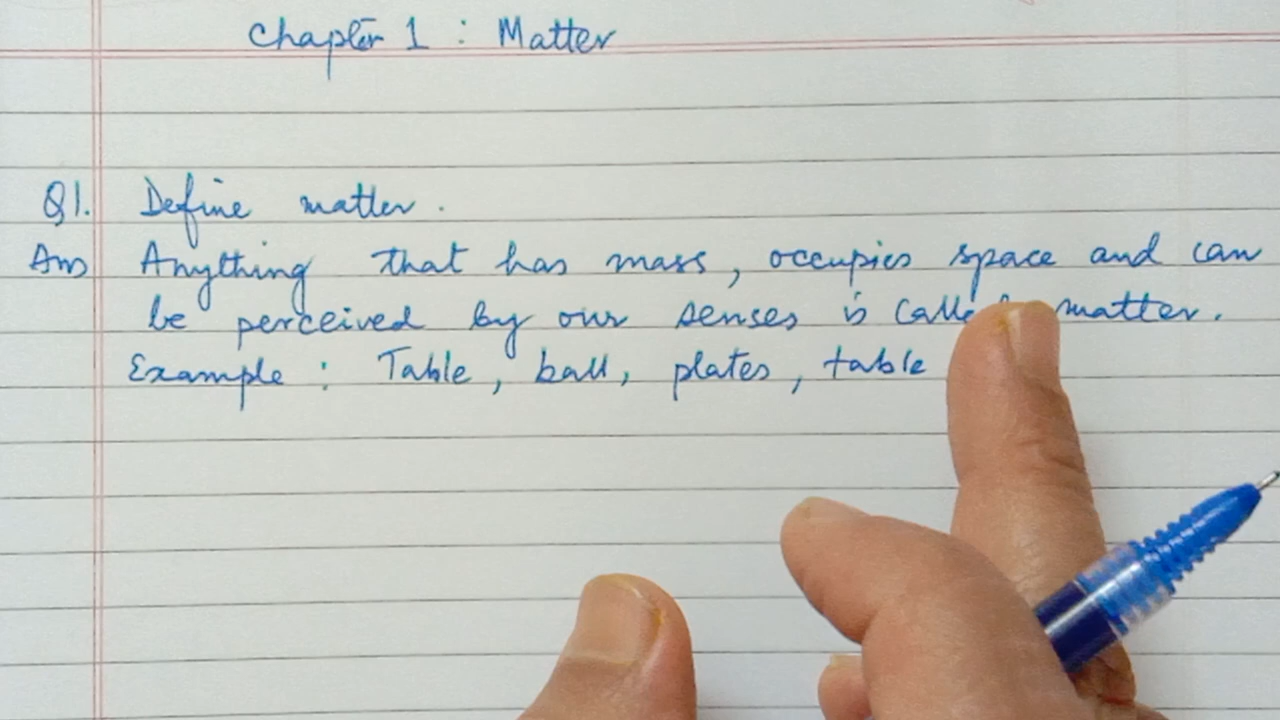 Chapter 1 : Matter
Q1. Define matter.
Ans Anything that has mass, occupies space and can
be perceived by our senses is matter.
Example : Table, ball, plates, table